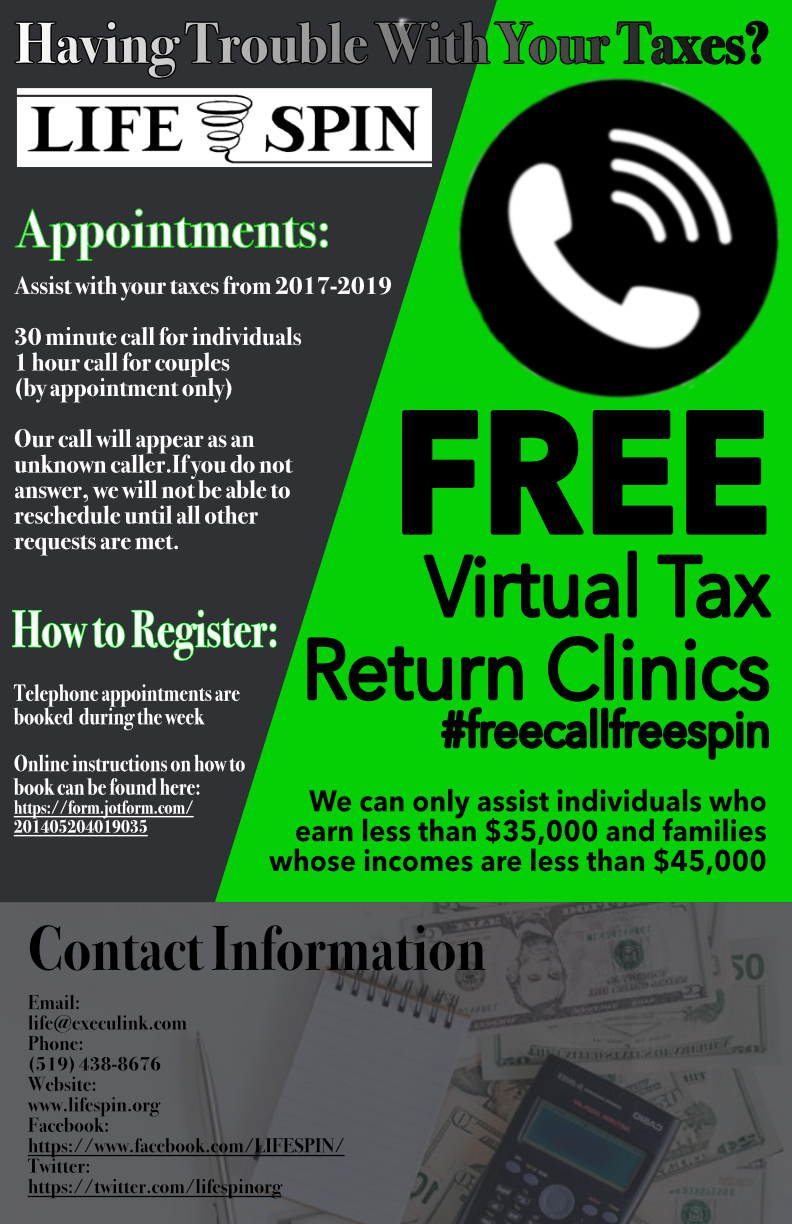 Having Trouble With Your Taxes?
LIFE SPIN
Appointments:
Assist with your taxes from 2017-2019
30 minute call for individuals
1 hour call for couples
(by appointment only)
Our call will appear as an
unknown caller.If you do not
answer, we will not be able to
reschedule until all other
requests are met.
How to Register:
Telephone appointments are
booked during the week
Online instructions on how to
book can be found here:
https://form.jotform.com/
201405204019035
FREE
Virtual Tax
Return Clinics
#freecallfreespin
We can only assist individuals who
earn less than $35,000 and families
whose incomes are less than $45,000
Contact Information
Email:
life@execulink.com
Phone:
(519) 438-8676
Website:
www.lifespin.org
Facebook:
https://www.facebook.com/LIFESPIN/
Twitter:
https://twitter.com/lifespinorg
50
CASIO
10